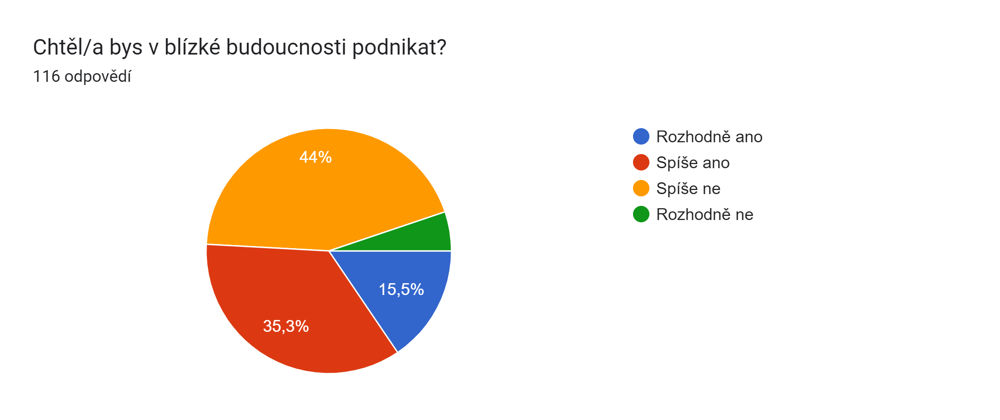 Chtěl/a bys v blízké budoucnosti podnikat?
116 odpovědí
44%
15,5%
35,3%
Rozhodně ano
Spíše ano
Spíše ne
Rozhodně ne